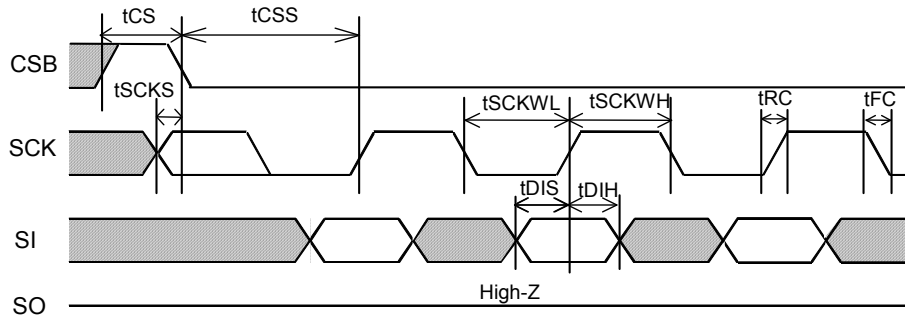 tCS
tCSS
CSB
tSCKS
tSCKWL
tSCKWH
tRC
tFC
SCK
tDIS
tDIH
SI
High-Z
SO